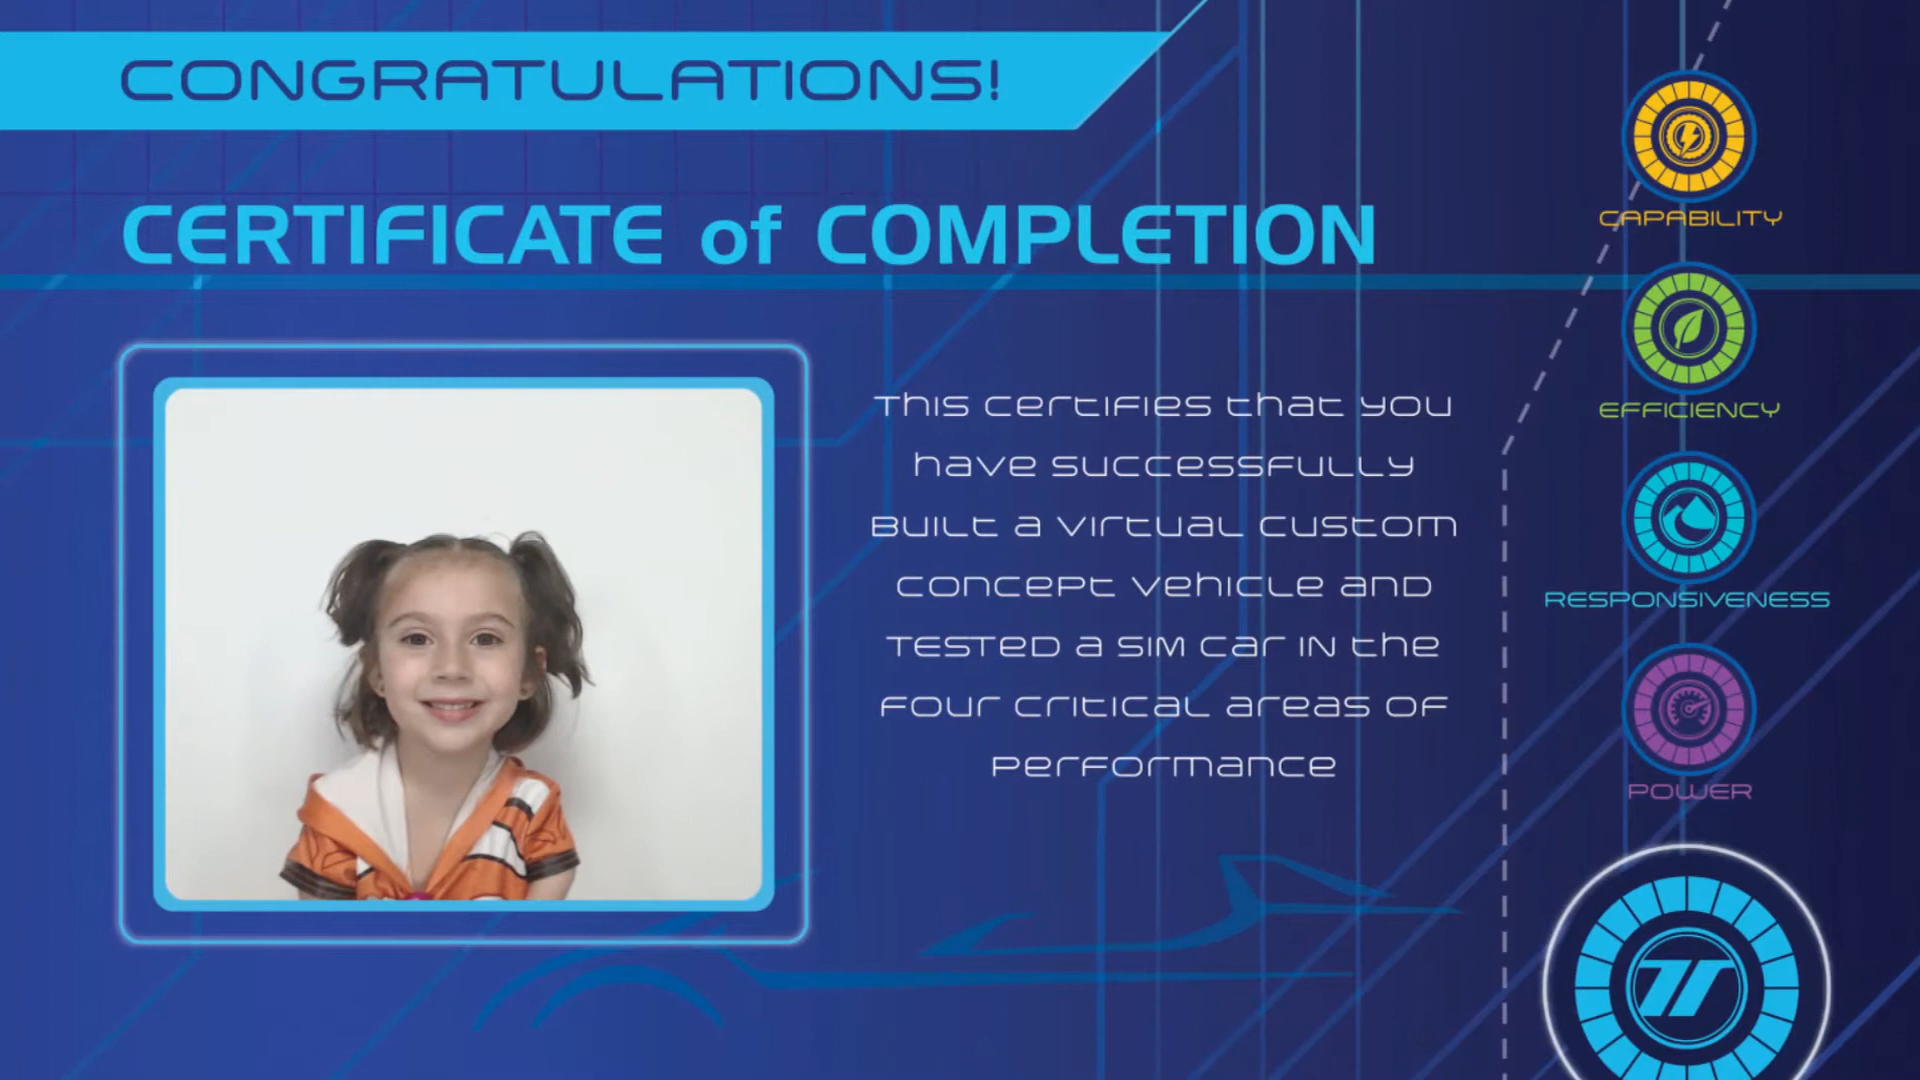 CONGRATULATIONS!
CERTIFICATE of COMPLETION
This certifies that you
have successfully
built a virtual custom
concept vehicle and
tested a sim car in the
four critical areas of
performance
CAPABILITY
EFFICIENCY
RESPONSIVENESS
POWER